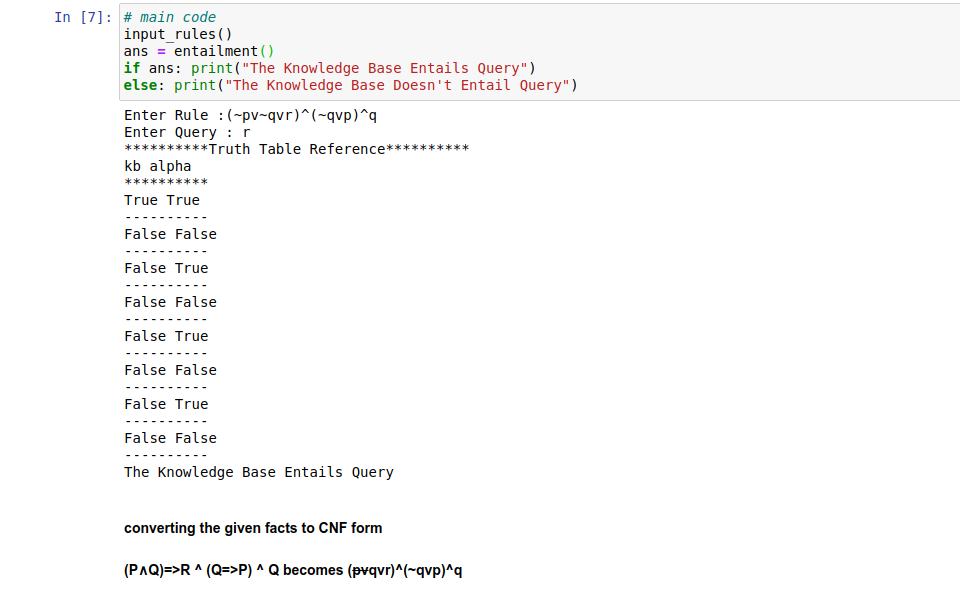 In [7]: # main code
input_rules()
ans = entailment()
if ans: print("The Knowledge Base Entails Query")
else: print("The Knowledge Base Doesn't Entail Query")
Enter Rule :(~pv~qvr)^(~qvp)^q
Enter Query : r
**********Truth Table Reference**********
kb alpha
**********
True True
----------
False False
----------
False True
----------
False False
----------
False True
----------
False False
----------
False True
----------
False False
----------
The Knowledge Base Entails Query
converting the given facts to CNF form
(P∧Q)=>R ^ (Q=>P) ^ Q becomes (pvqvr)^(~qvp)^q